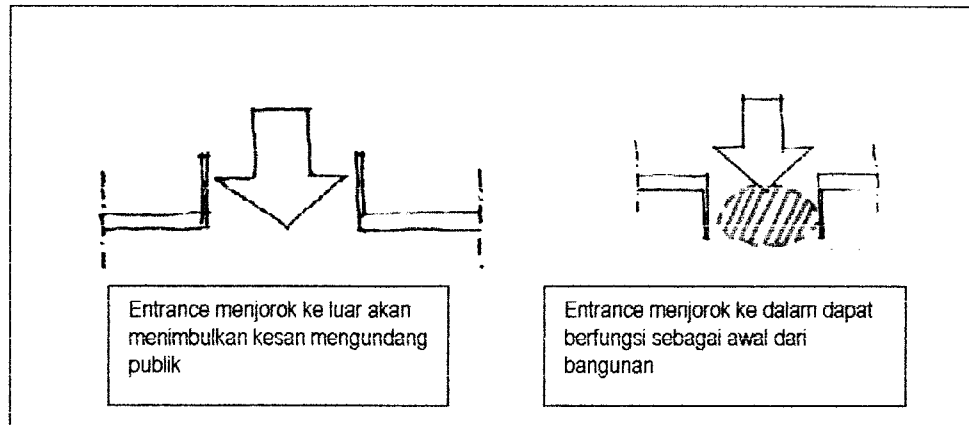 Entrance menjorok ke luar akan
menimbulkan kesan mengundang
publik
Entrance menjorok ke dalam dapat
berfungsi sebagai awal dari
bangunan